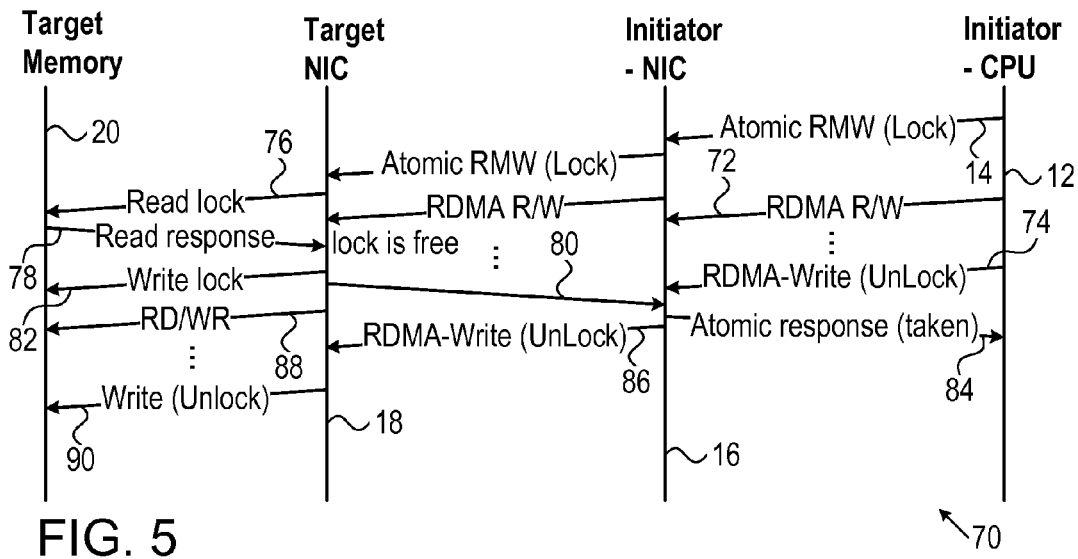 Target Memory
Target NIC
Initiator - NIC
Initiator - CPU
20
76
Atomic RMW (Lock)
Atomic RMW (Lock)
72
14
12
Read lock
RDMA R/W
RDMA R/W
Read response
lock is free
⋮
80
⋮
74
78
Write lock
RDMA-Write (UnLock)
82
RD/WR
RDMA-Write (UnLock)
Atomic response (taken)
⋮
88
86
84
Write (Unlock)
18
90
16
FIG. 5
70